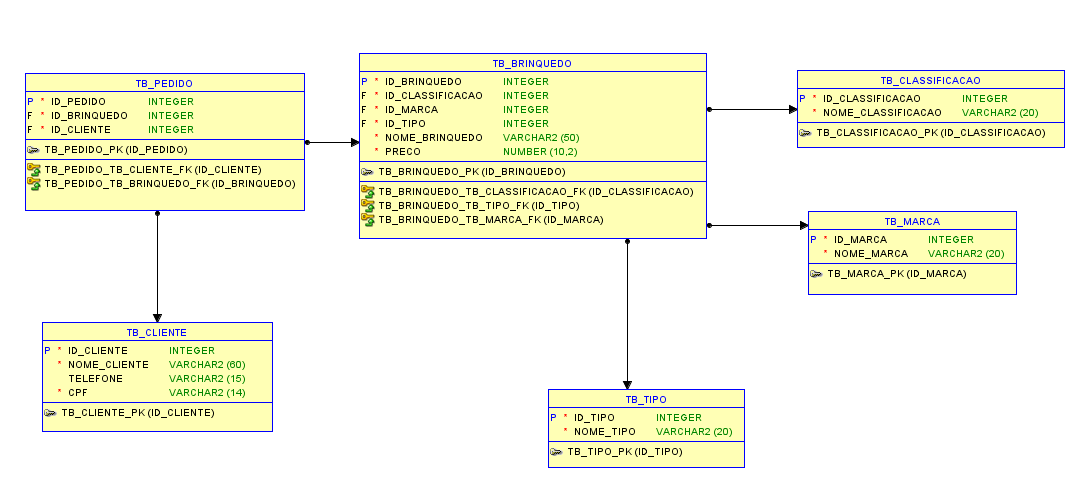 TB_PEDIDO
P * ID_PEDIDO INTEGER
F * ID_BRINQUEDO INTEGER
F * ID_CLIENTE INTEGER
TB_PEDIDO_PK (ID_PEDIDO)
TB_PEDIDO_TB_CLIENTE_FK (ID_CLIENTE)
TB_PEDIDO_TB_BRINQUEDO_FK (ID_BRINQUEDO)
TB_BRINQUEDO
P * ID_BRINQUEDO INTEGER
F * ID_CLASSIFICACAO INTEGER
F * ID_MARCA INTEGER
F * ID_TIPO INTEGER
* NOME_BRINQUEDO VARCHAR2 (50)
* PRECO NUMBER (10,2)
TB_BRINQUEDO_PK (ID_BRINQUEDO)
TB_BRINQUEDO_TB_CLASSIFICACAO_FK (ID_CLASSIFICACAO)
TB_BRINQUEDO_TB_TIPO_FK (ID_TIPO)
TB_BRINQUEDO_TB_MARCA_FK (ID_MARCA)
TB_CLASSIFICACAO
P * ID_CLASSIFICACAO INTEGER
* NOME_CLASSIFICACAO VARCHAR2 (20)
TB_CLASSIFICACAO_PK (ID_CLASSIFICACAO)
TB_MARCA
P * ID_MARCA INTEGER
* NOME_MARCA VARCHAR2 (20)
TB_MARCA_PK (ID_MARCA)
TB_CLIENTE
P * ID_CLIENTE INTEGER
* NOME_CLIENTE VARCHAR2 (60)
TELEFONE VARCHAR2 (15)
* CPF VARCHAR2 (14)
TB_CLIENTE_PK (ID_CLIENTE)
TB_TIPO
P * ID_TIPO INTEGER
* NOME_TIPO VARCHAR2 (20)
TB_TIPO_PK (ID_TIPO)